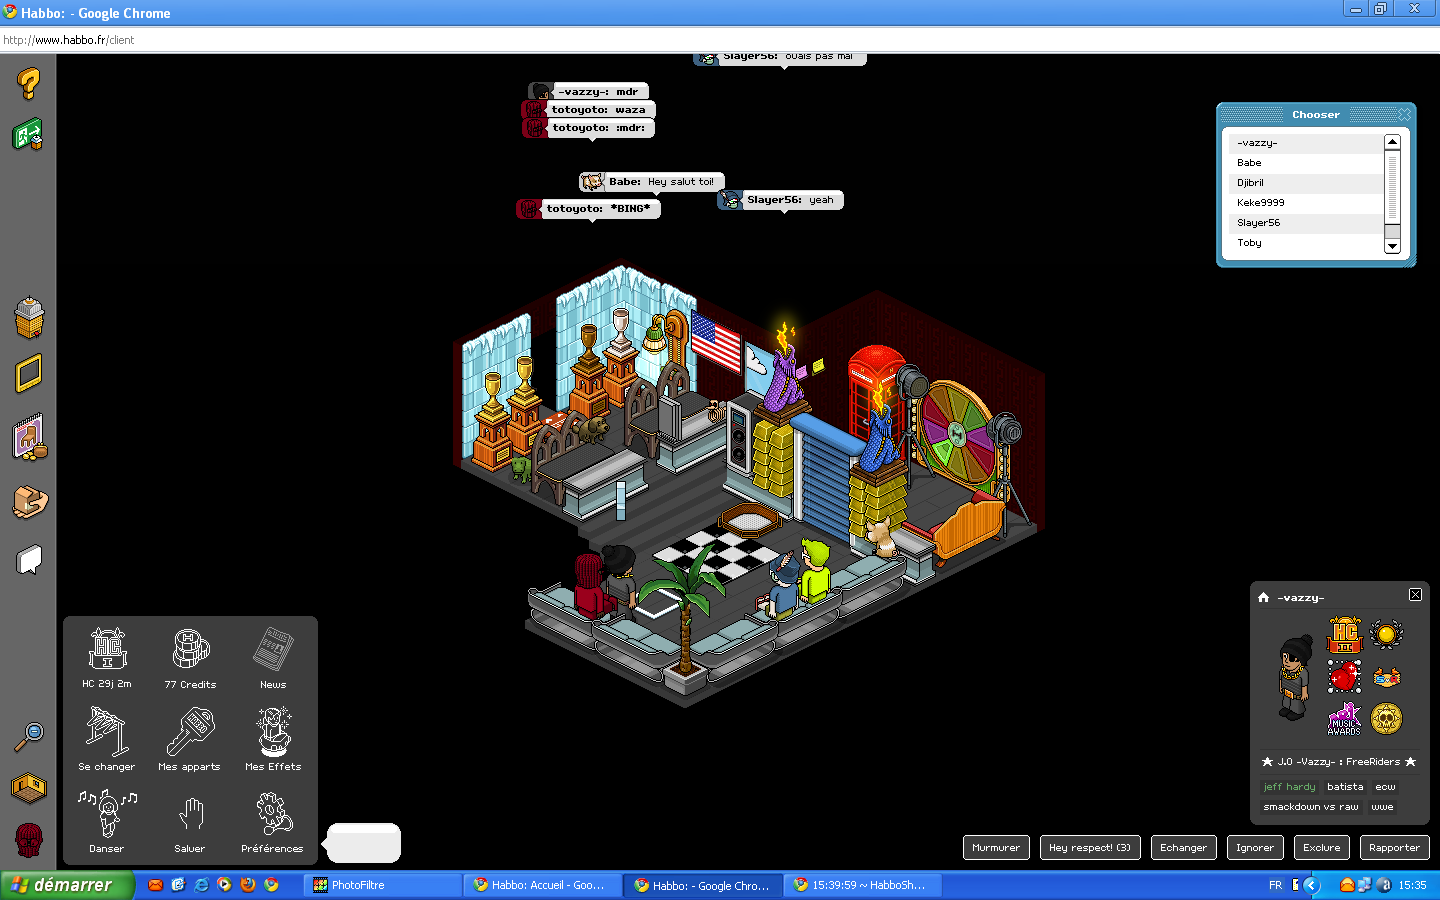 Habbo: - Google Chrome
http://www.habbo.fr/client
Slayer56: ouais pas mal
-vazzy-: mdr
totoyoto: waza
totoyoto: :mdr:
Babe: Hey salut toi!
Slayer56: yeah
totoyoto: *BING*
Chooser
-vazzy-
Babe
Djibril
Keke9999
Slayer56
Toby
HC 29j 2m
77 Credits
News
Se changer
Mes apparts
Mes Effets
Danser
Saluer
Préférences
-vazzy-
HC
II
MUSIC
AWARDS
J.O -Vazzy- : FreeRiders
jeff hardy batista ecw
smackdown vs raw wwe
Murmurer Hey respect! (3) Echanger Ignorer Exclure Rapporter
démarrer
PhotoFiltre
Habbo: Accueil - Goo...
Habbo: - Google Chro...
15:39:59 ~ HabboSh...
FR
15:35